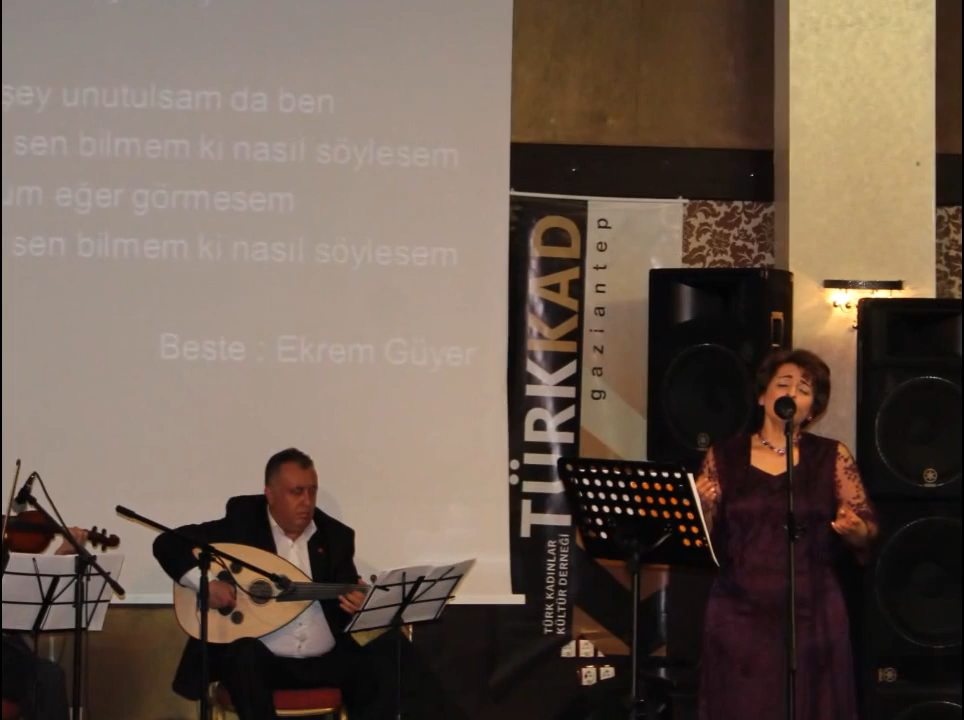 şey unutulsam da ben
sen bilmem ki nasıl söylesem
um eğer görmesem
sen bilmem ki nasıl söylesem
Beste : Ekrem Güyer
TÜRKKAD
gaziantep
TÜRK KADINLAR
KÜLTÜR DERNEĞİ
YAMAHA